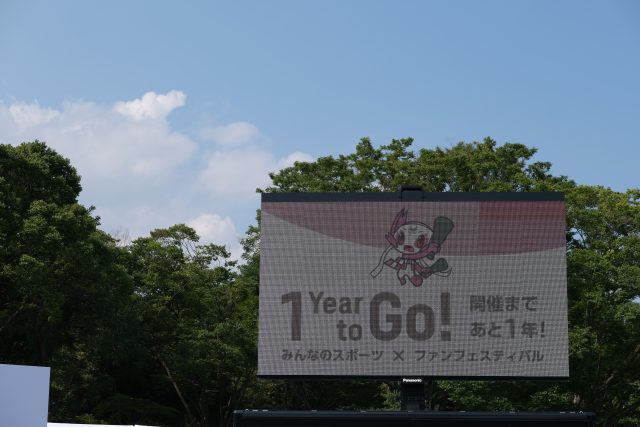 1 Year to Go!
開催まで
あと1年!
みんなのスポーツ × ファンフェスティバル
Panasonic